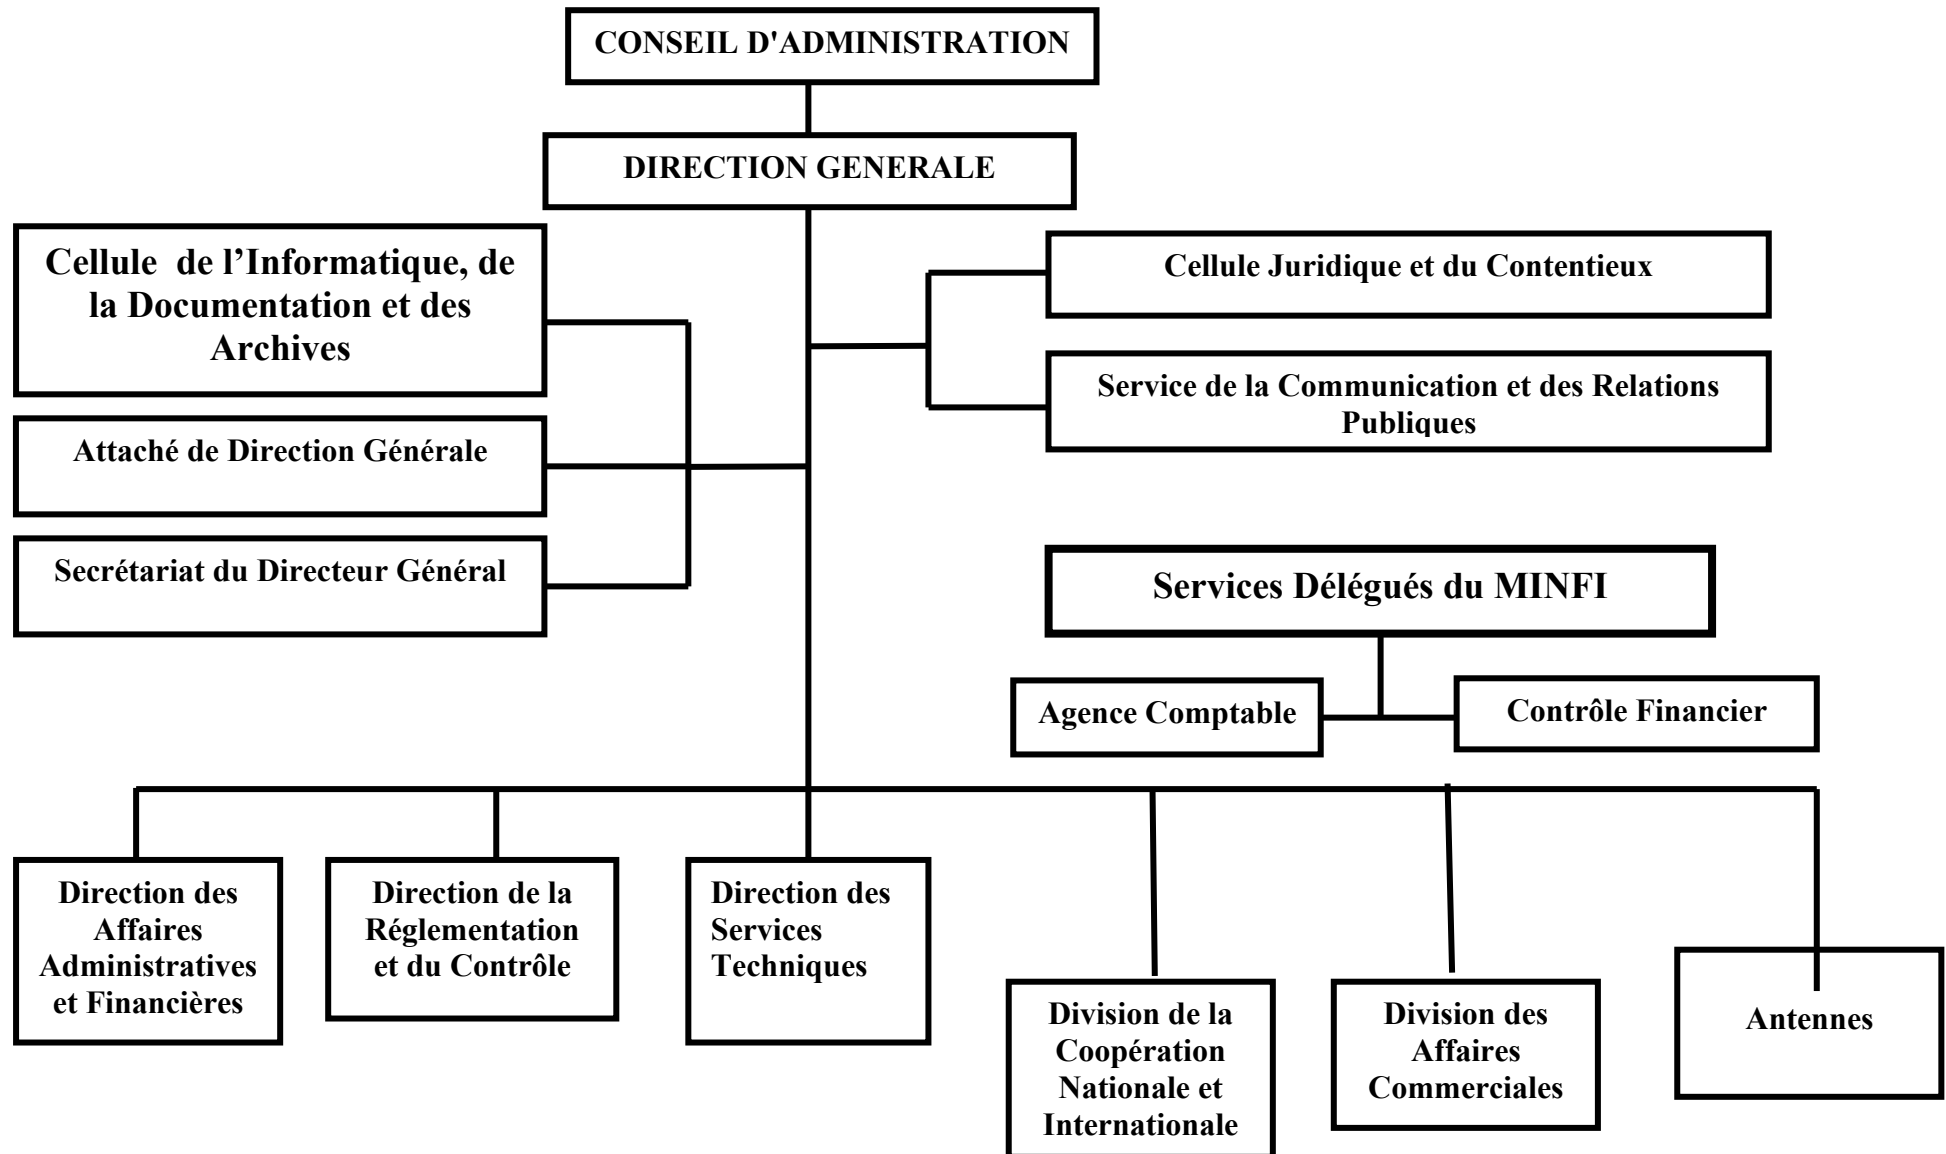 CONSEIL D'ADMINISTRATION
DIRECTION GENERALE
Cellule de l’Informatique, de
la Documentation et des
Archives
Cellule Juridique et du Contentieux
Service de la Communication et des Relations
Publiques
Attaché de Direction Générale
Secrétariat du Directeur Général
Services Délégués du MINFI
Agence Comptable
Contrôle Financier
Direction des
Affaires
Administratives
et Financières
Direction de la
Réglementation
et du Contrôle
Direction des
Services
Techniques
Division de la
Coopération
Nationale et
Internationale
Division des
Affaires
Commerciales
Antennes